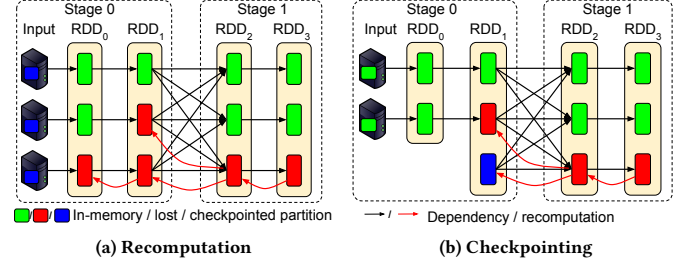 Stage 0
Stage 1
Input RDD0 RDD1 RDD2 RDD3
Stage 0
Stage 1
Input RDD0 RDD1 RDD2 RDD3
/ / In-memory / lost / checkpointed partition
/ Dependency / recomputation
(a) Recomputation
(b) Checkpointing